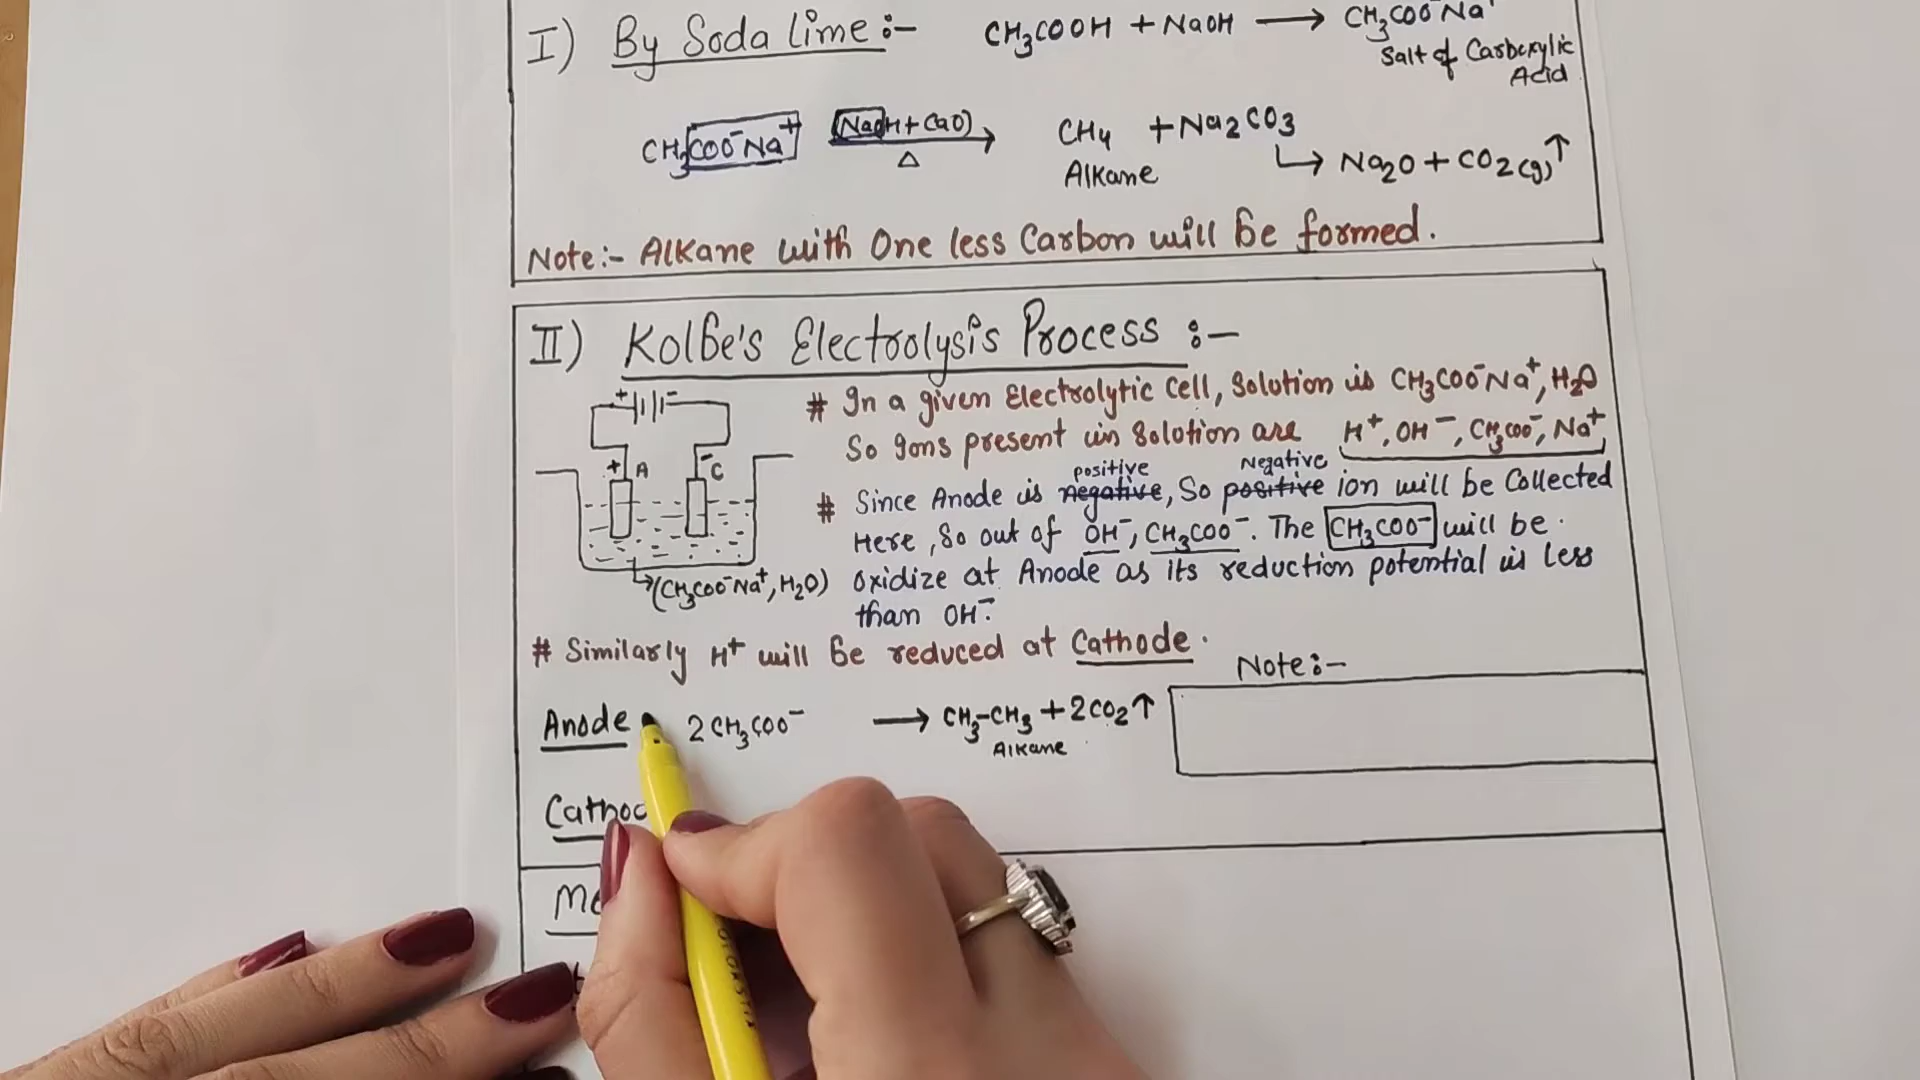 I) By Soda lime :- CH3COOH + NaOH ⟶ CH3COO⁻Na⁺
Salt of Carboxylic
Acid
CH3COO⁻Na⁺ (NaOH + CaO) ⟶ CH4 + Na2CO3
Δ
Alkane
↳ Na2O + CO2(g)↑
Note:- Alkane with One less Carbon will be formed.
II) Kolbe's Electrolysis Process :-
+ -
+ A - C
(CH3COO⁻Na⁺, H2O)
# In a given Electrolytic Cell, Solution is CH3COO⁻Na⁺, H2O
So Ions present in Solotion are H⁺, OH⁻, CH3COO⁻, Na⁺
positive Negative
# Since Anode is negative, So positive ion will be Collected
Here, So out of OH⁻, CH3COO⁻. The CH3COO⁻ will be
oxidize at Anode as its reduction potential is less
than OH⁻.
# Similarly H⁺ will be reduced at Cathode.
Note:-
Anode 2CH3COO⁻ ⟶ CH3-CH3 + 2CO2↑
Alkane